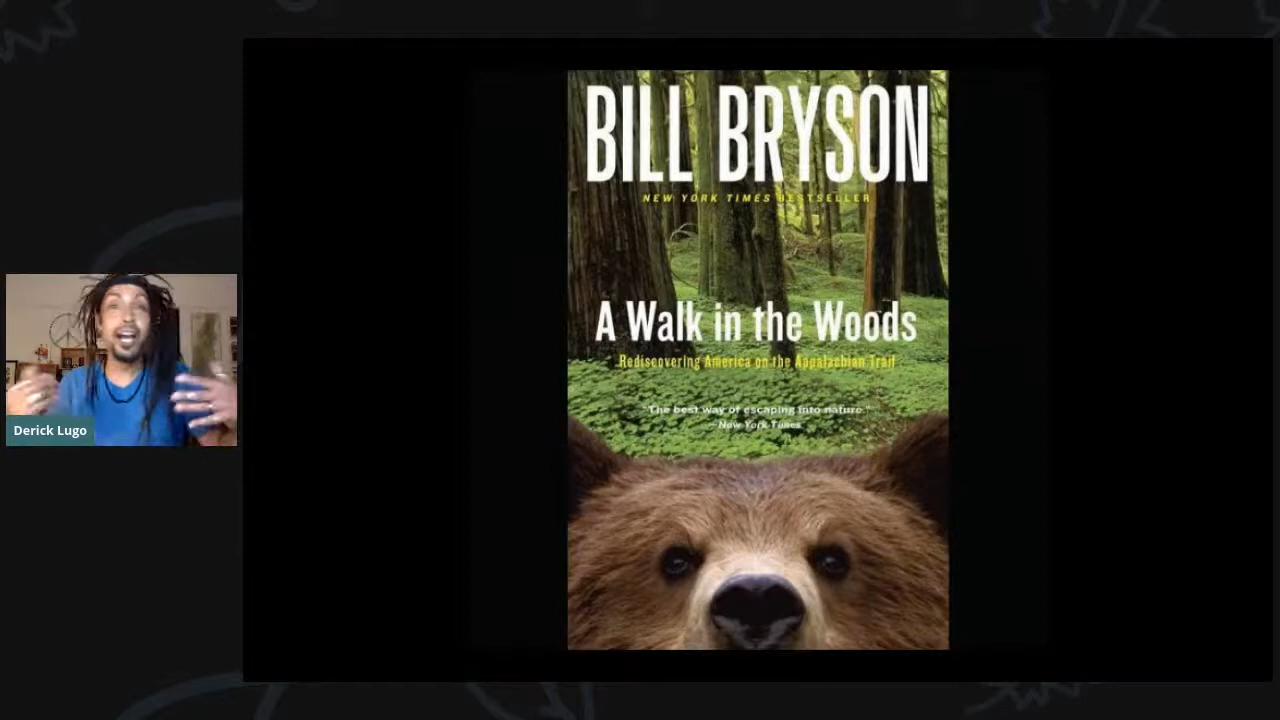 BILL BRYSON
NEW YORK TIMES BESTSELLER
A Walk in the Woods
Rediscovering America on the Appalachian Trail
"The best way of escaping into nature."
—New York Times
Derick Lugo